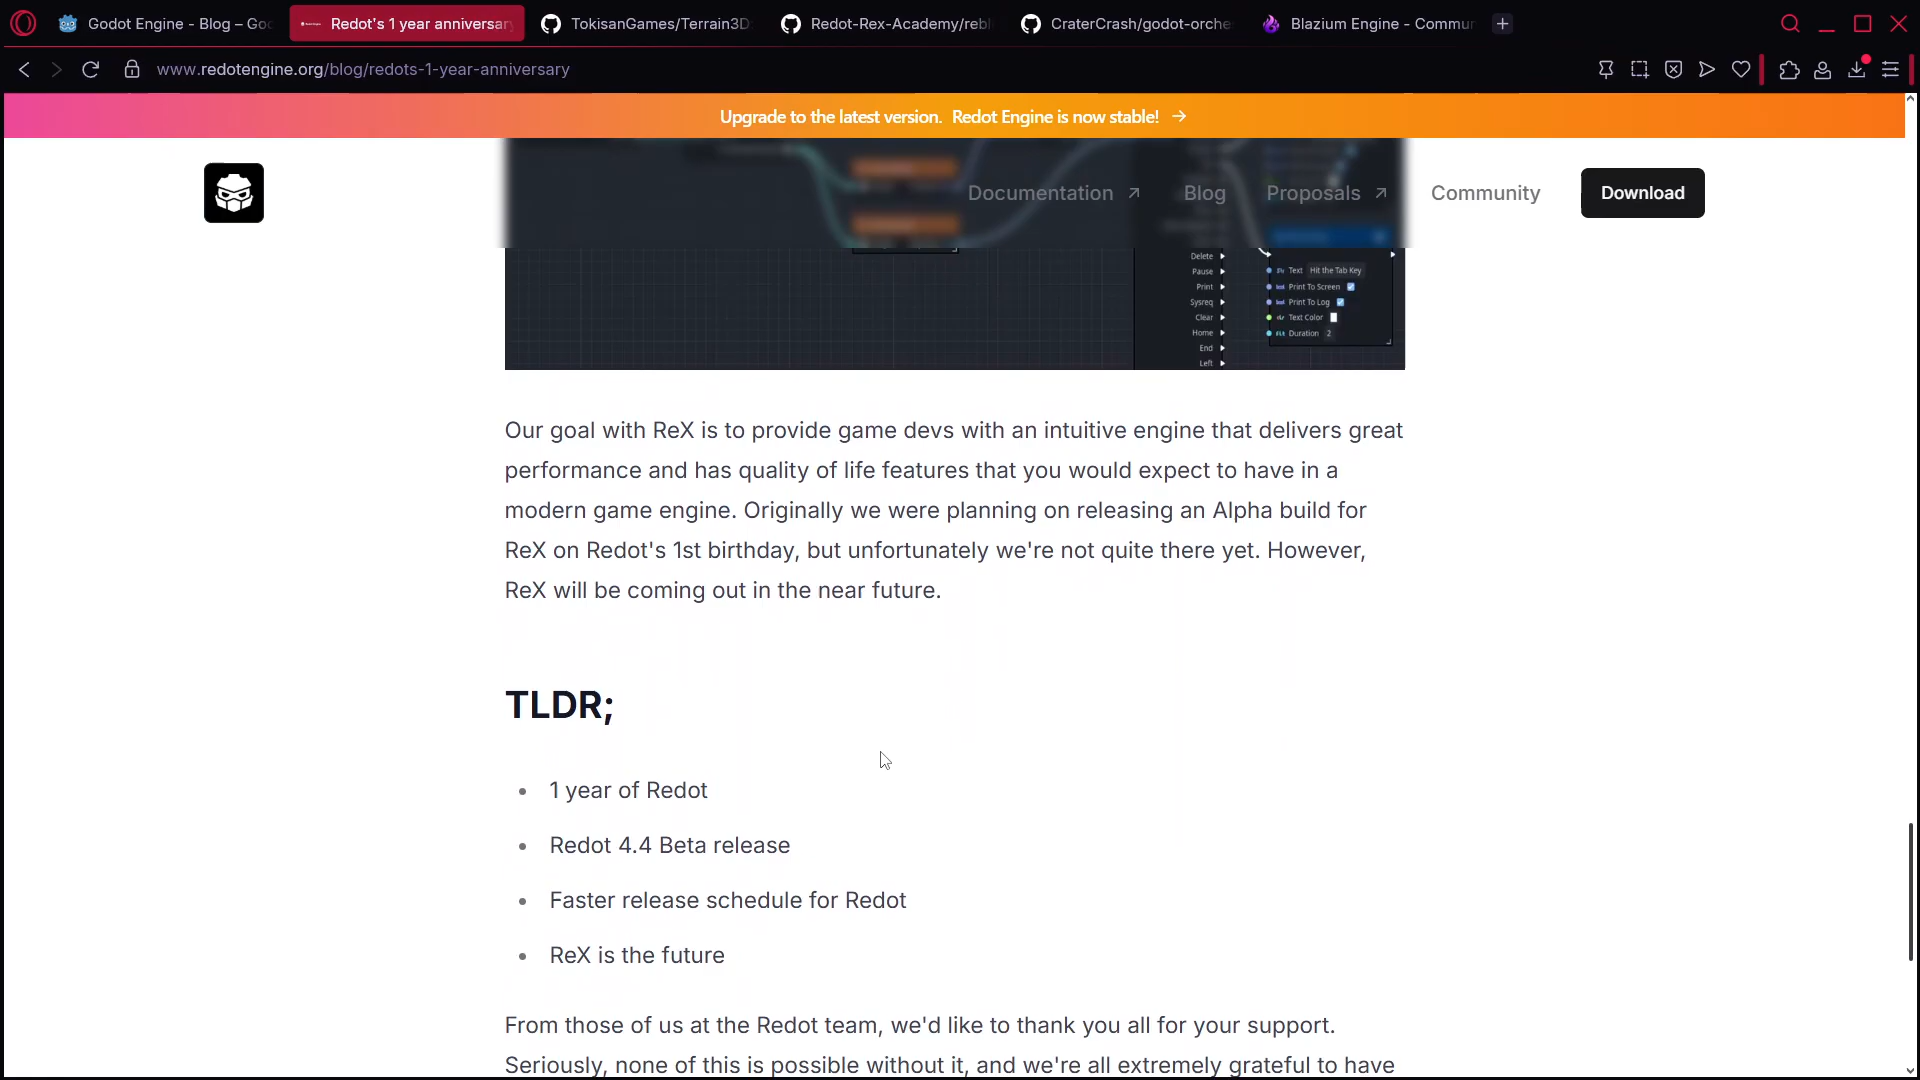 Godot Engine - Blog – Goc
Redot's 1 year anniversary
TokisanGames/Terrain3D
Redot-Rex-Academy/rebl
CraterCrash/godot-orche
Blazium Engine - Commun
www.redotengine.org/blog/redots-1-year-anniversary
Upgrade to the latest version. Redot Engine is now stable! →
Documentation ↗
Blog
Proposals ↗
Community
Download
Delete
Pause
Print
Sysreq
Clear
Home
End
Left
Text Hit the Tab Key
Print To Screen
Print To Log
Text Color
Duration 2
Our goal with ReX is to provide game devs with an intuitive engine that delivers great
performance and has quality of life features that you would expect to have in a
modern game engine. Originally we were planning on releasing an Alpha build for
ReX on Redot's 1st birthday, but unfortunately we're not quite there yet. However,
ReX will be coming out in the near future.
TLDR;
• 1 year of Redot
• Redot 4.4 Beta release
• Faster release schedule for Redot
• ReX is the future
From those of us at the Redot team, we'd like to thank you all for your support.
Seriously, none of this is possible without it, and we're all extremely grateful to have